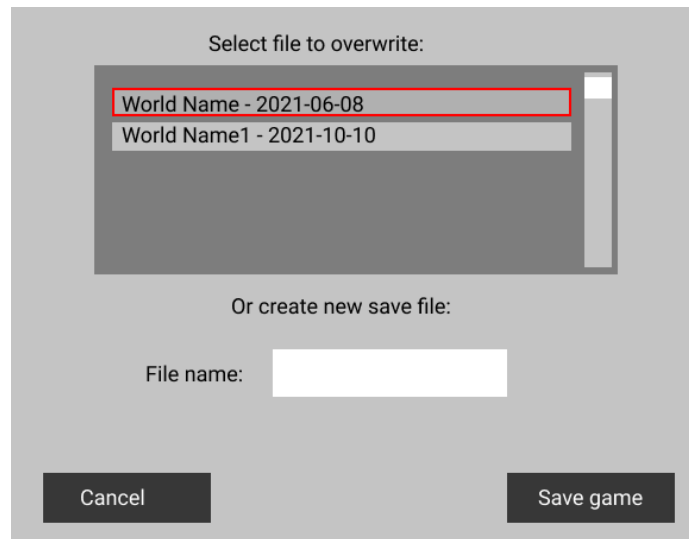 Select file to overwrite:
World Name - 2021-06-08
World Name1 - 2021-10-10
Or create new save file:
File name:
Cancel
Save game